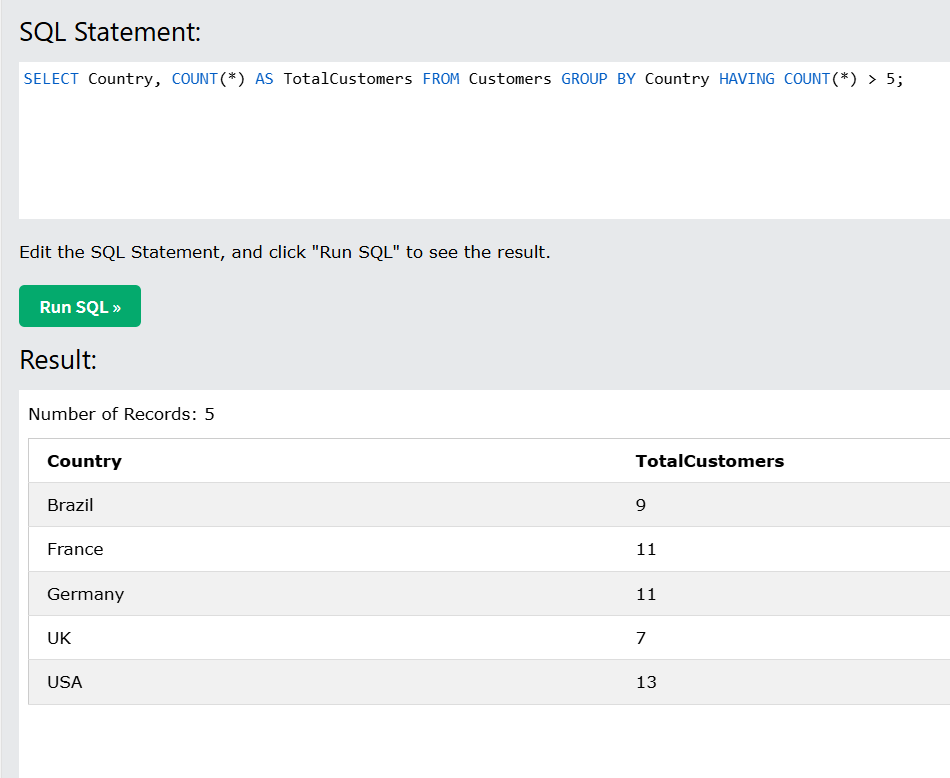 SQL Statement:
SELECT Country, COUNT(*) AS TotalCustomers FROM Customers GROUP BY Country HAVING COUNT(*) > 5;
Edit the SQL Statement, and click "Run SQL" to see the result.
Run SQL »
Result:
Number of Records: 5
Country TotalCustomers
Brazil 9
France 11
Germany 11
UK 7
USA 13